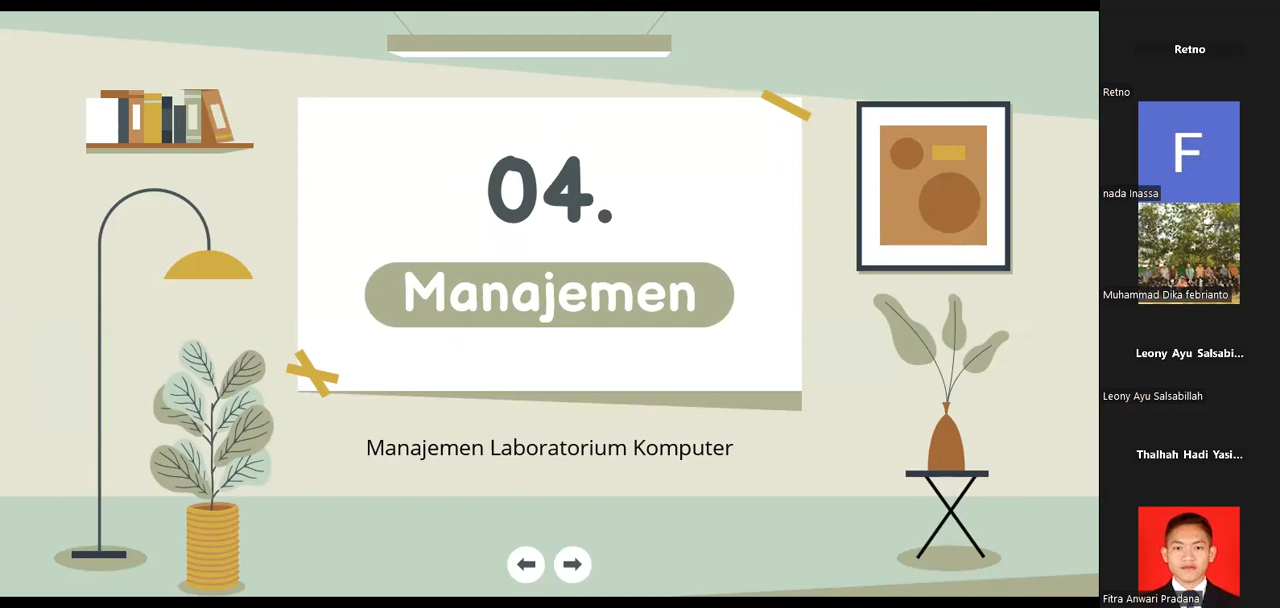 04.
Manajemen
Manajemen Laboratorium Komputer
Retno
Retno
F
nada Inassa
Muhammad Dika febrianto
Leony Ayu Salsabi...
Leony Ayu Salsabillah
Thalhah Hadi Yasi...
Fitra Anwari Pradana